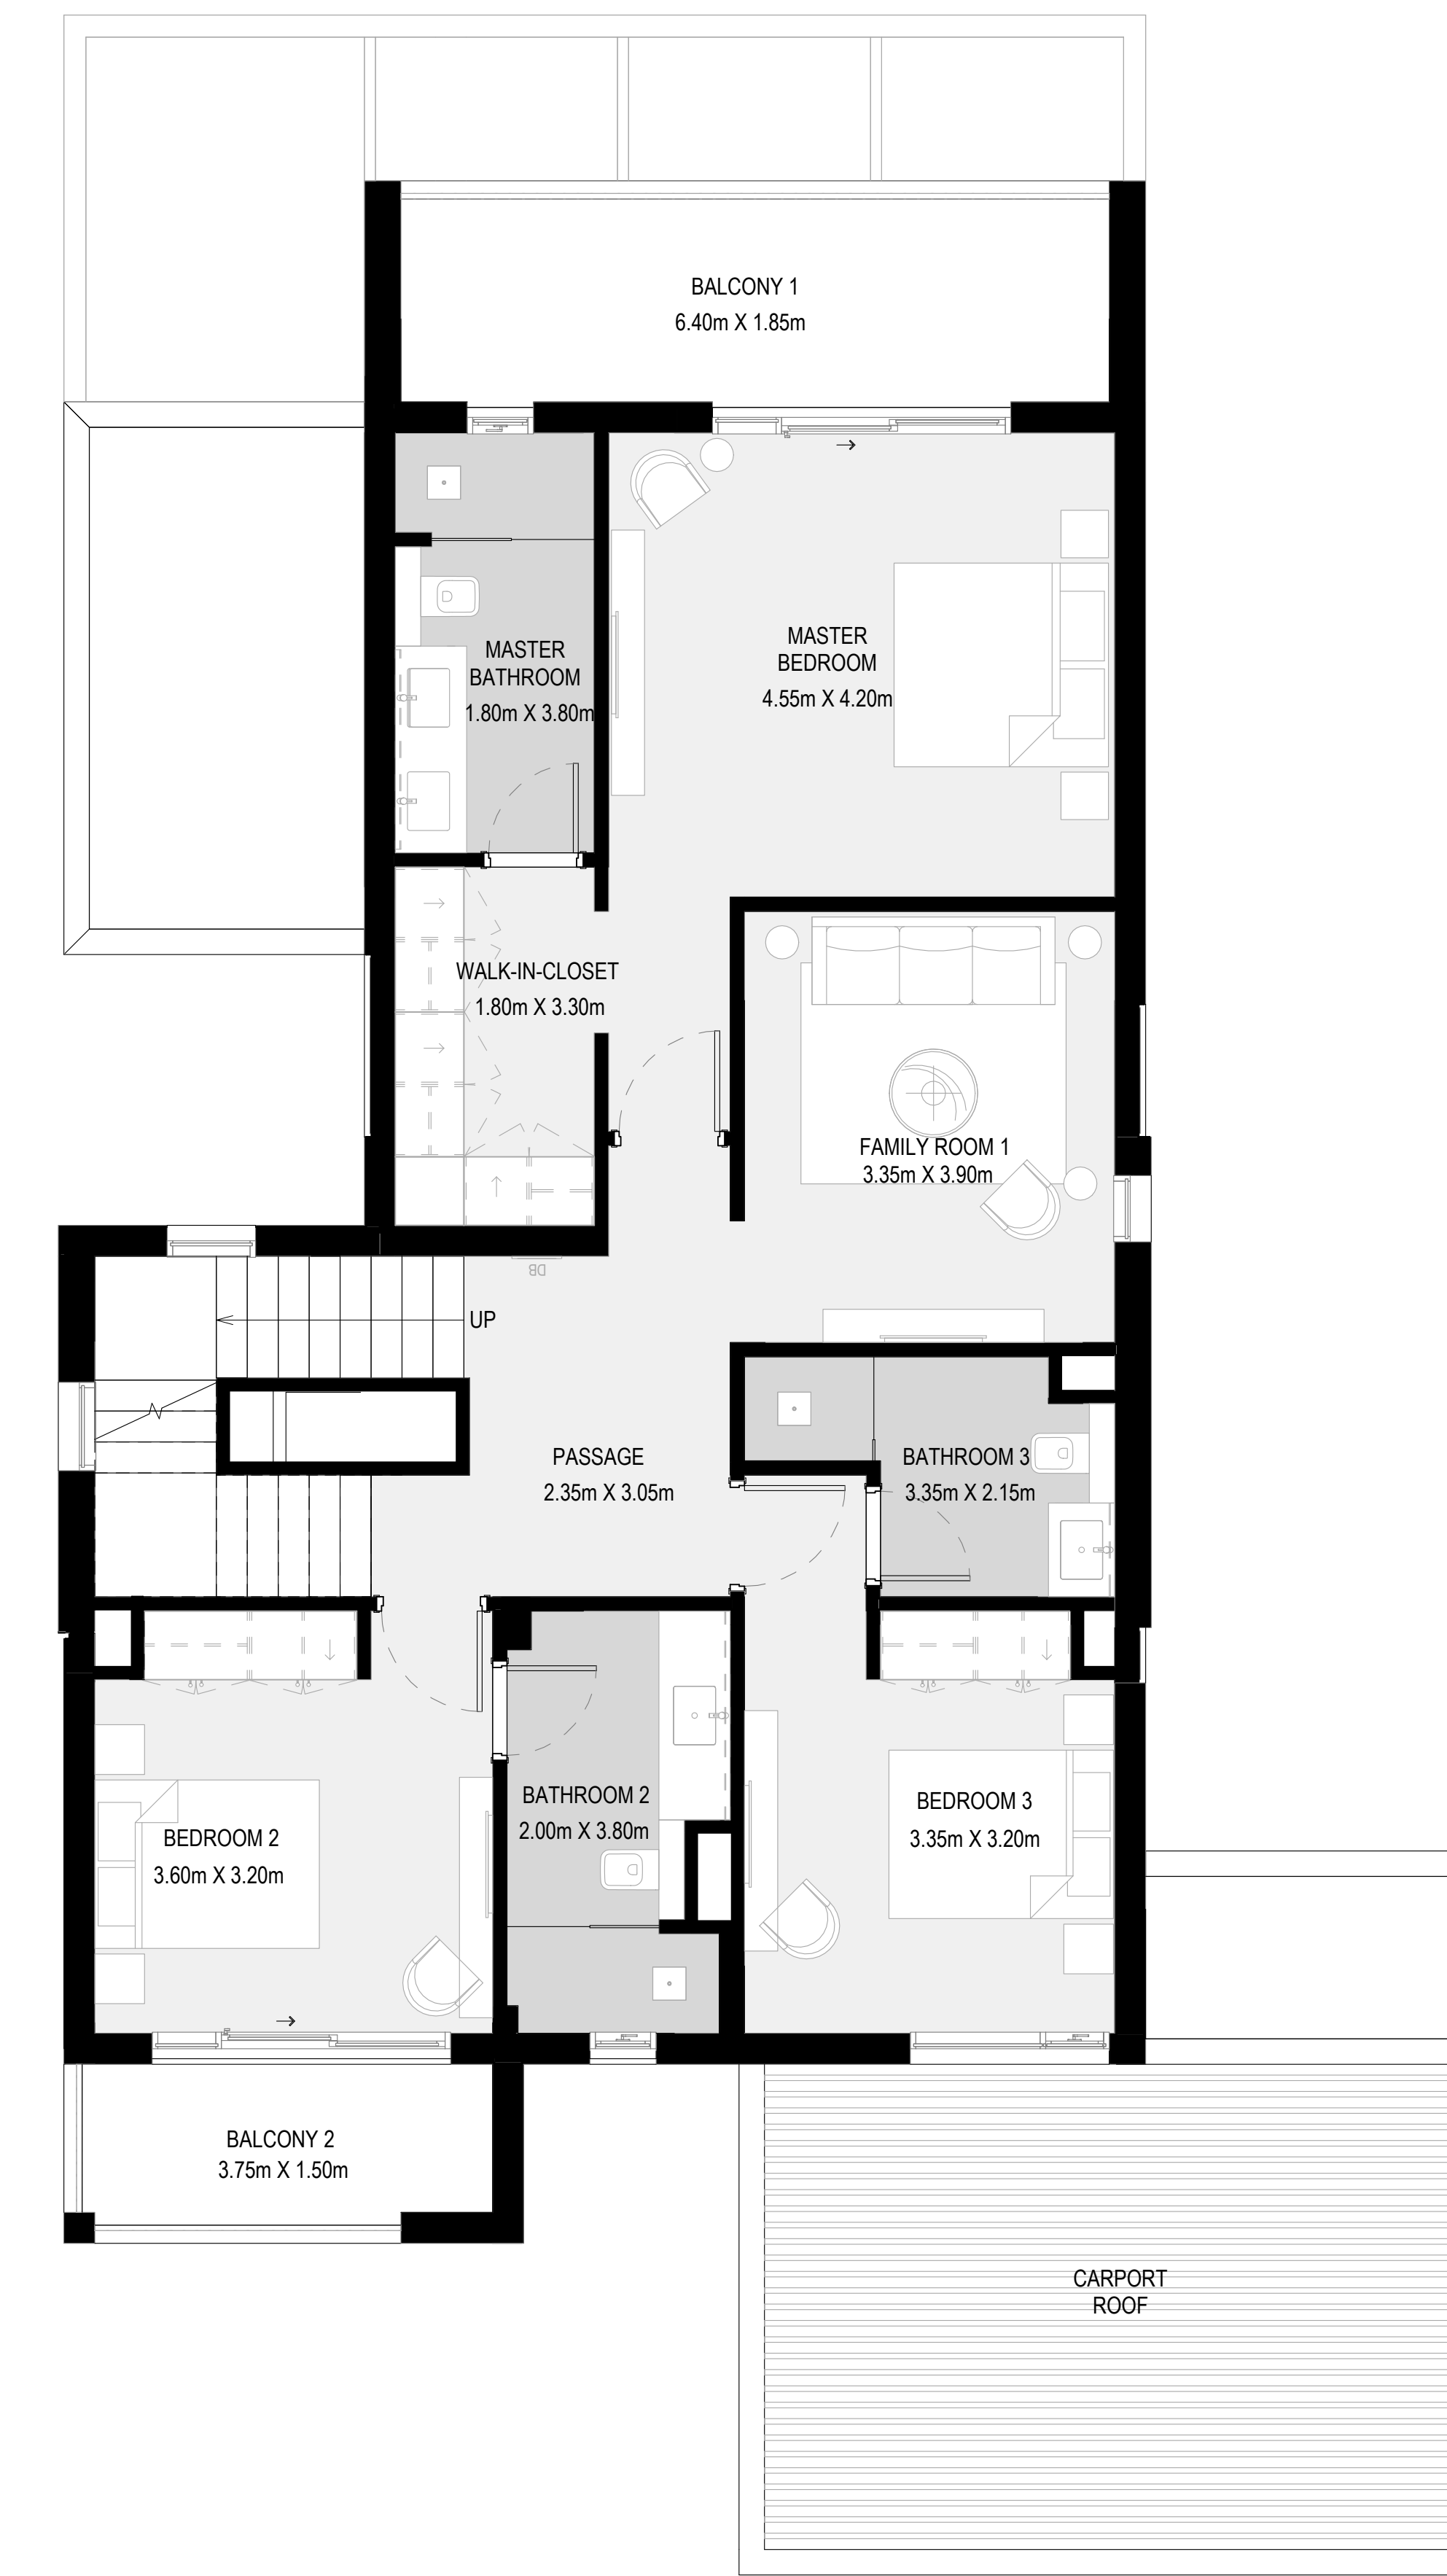 BALCONY 1
6.40m X 1.85m
MASTER
BATHROOM
1.80m X 3.80m
MASTER
BEDROOM
4.55m X 4.20m
WALK-IN-CLOSET
1.80m X 3.30m
FAMILY ROOM 1
3.35m X 3.90m
DB
UP
PASSAGE
2.35m X 3.05m
BATHROOM 3
3.35m X 2.15m
BATHROOM 2
2.00m X 3.80m
BEDROOM 3
3.35m X 3.20m
BEDROOM 2
3.60m X 3.20m
BALCONY 2
3.75m X 1.50m
CARPORT
ROOF